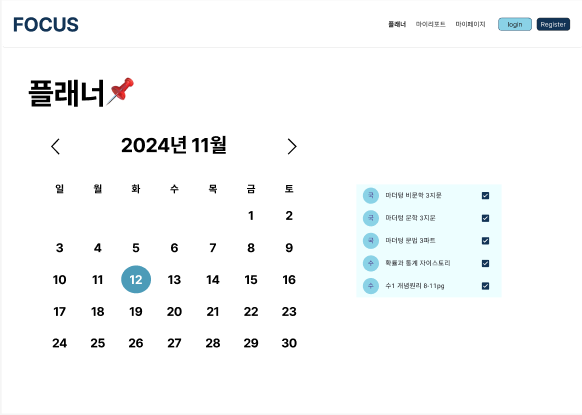 FOCUS
플래너 마이리포트 마이페이지 login Register
플래너
2024년 11월
일 월 화 수 목 금 토
1 2
3 4 5 6 7 8 9
10 11 12 13 14 15 16
17 18 19 20 21 22 23
24 25 26 27 28 29 30
국 마더텅 비문학 3지문
국 마더텅 문학 3지문
국 마더텅 문법 3파트
수 확률과 통계 자이스토리
수 수1 개념원리 8-11pg